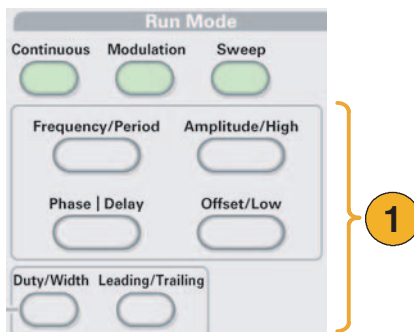 Run Mode
Continuous Modulation Sweep
Frequency/Period Amplitude/High
Phase | Delay Offset/Low
1
Duty/Width Leading/Trailing